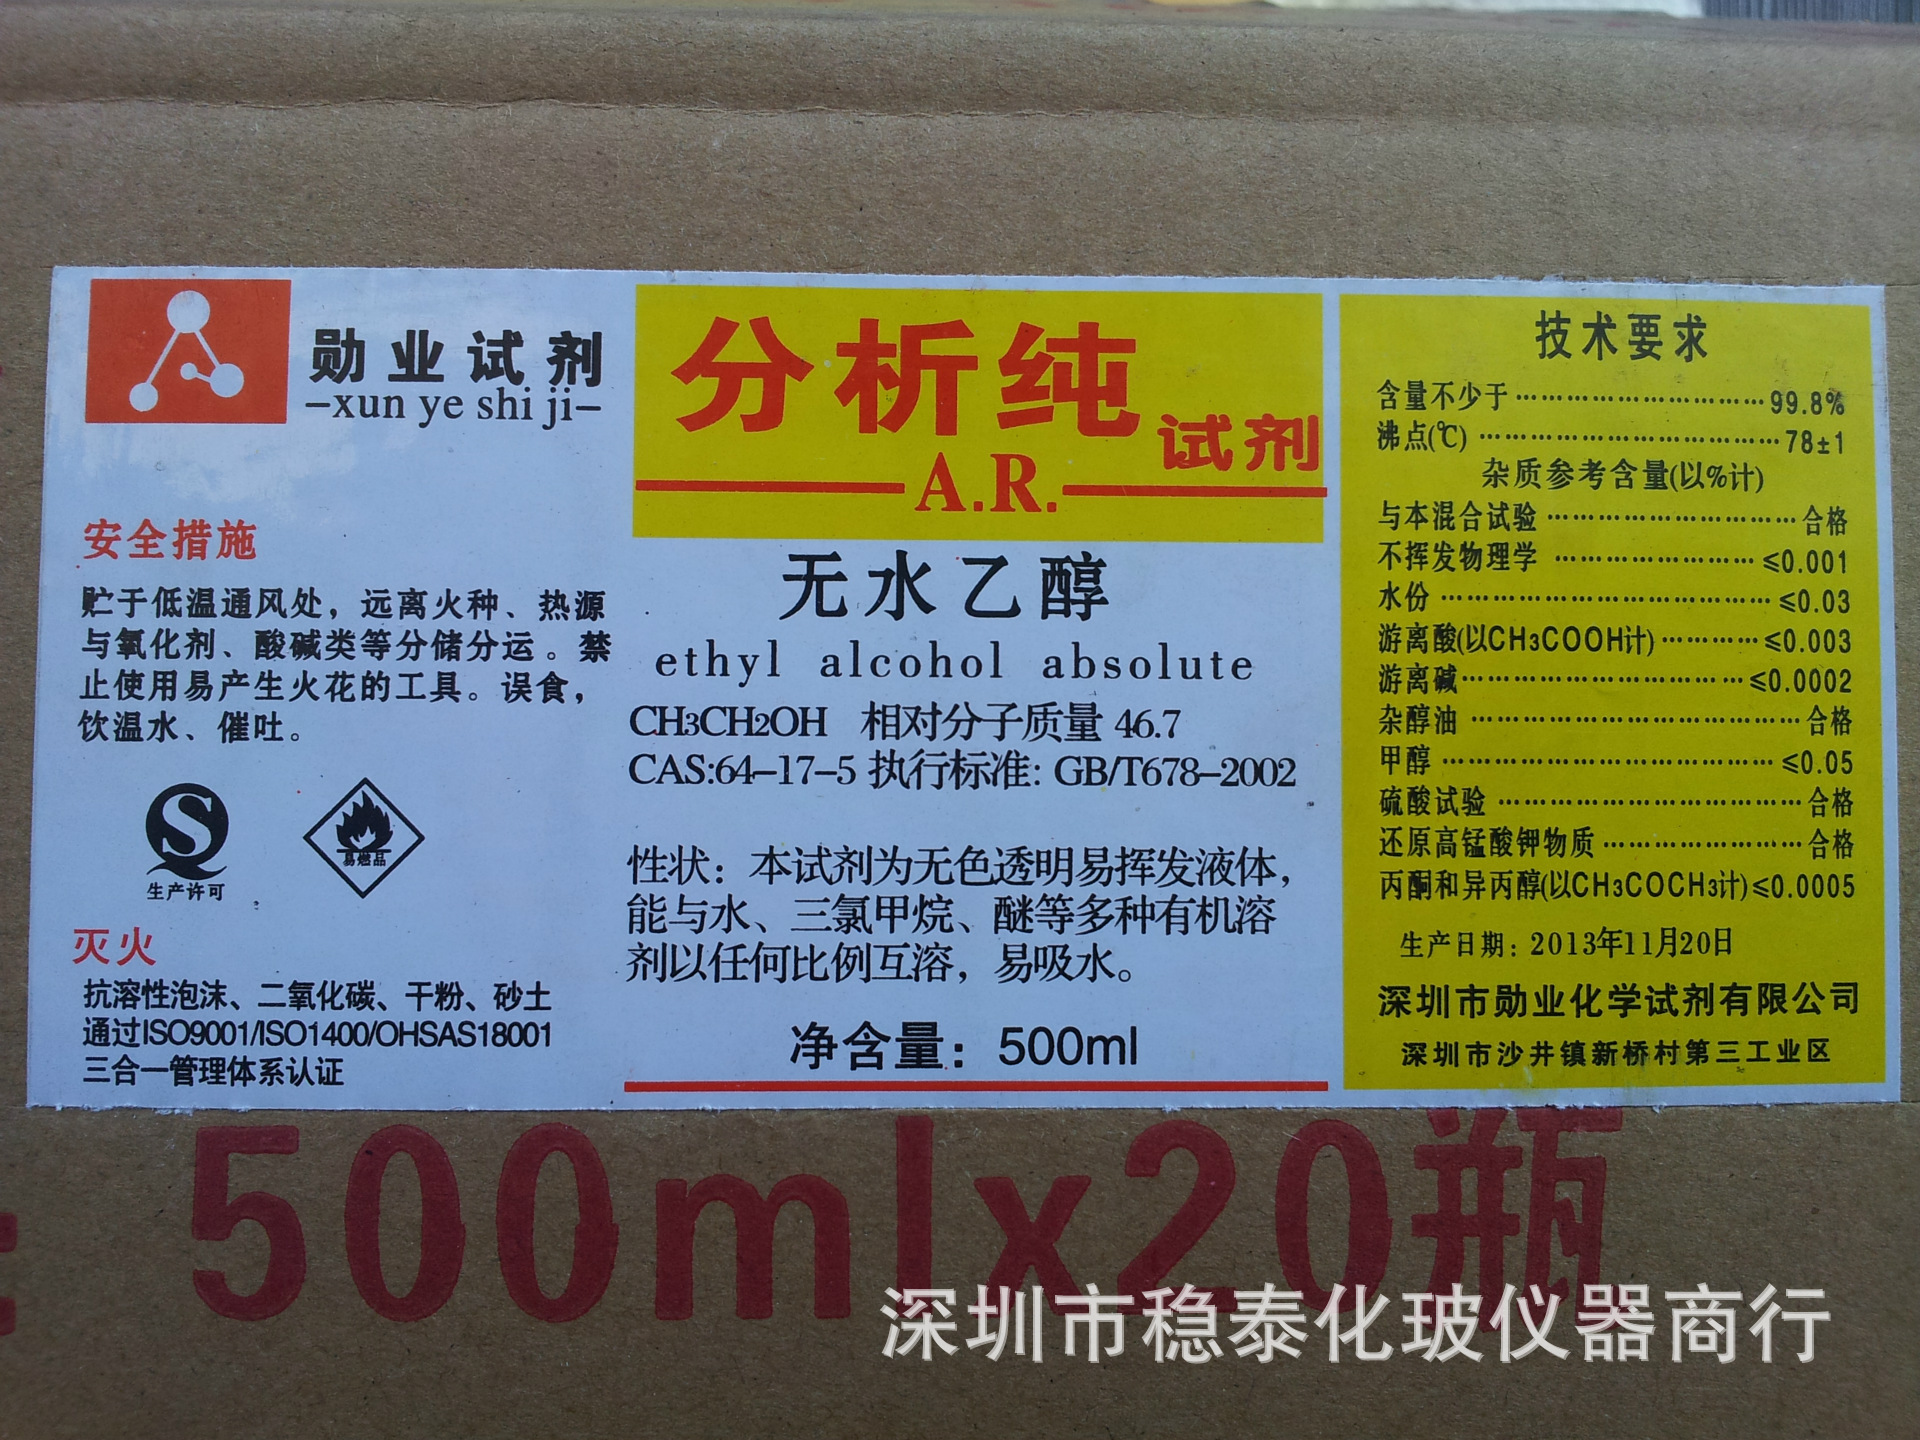 勋业试剂
-xun ye shi ji-
安全措施
贮于低温通风处，远离火种、热源
与氧化剂、酸碱类等分储分运。禁
止使用易产生火花的工具。误食，
饮温水、催吐。
QS
生产许可
易燃品
灭火
抗溶性泡沫、二氧化碳、干粉、砂土
通过ISO9001/ISO1400/OHSAS18001
三合一管理体系认证
分析纯试剂
A.R.
无水乙醇
ethyl alcohol absolute
CH3CH2OH 相对分子质量 46.7
CAS:64-17-5 执行标准: GB/T678-2002
性状：本试剂为无色透明易挥发液体，
能与水、三氯甲烷、醚等多种有机溶
剂以任何比例互溶，易吸水。
净含量：500ml
技术要求
含量不少于……………………………99.8%
沸点(℃)……………………………78±1
杂质参考含量(以%计)
与本混合试验……………………………合格
不挥发物理学……………………≤0.001
水份……………………………………≤0.03
游离酸(以CH3COOH计)…………≤0.003
游离碱……………………………≤0.0002
杂醇油……………………………………合格
甲醇……………………………………≤0.05
硫酸试验…………………………………合格
还原高锰酸钾物质……………………合格
丙酮和异丙醇(以CH3COCH3计)≤0.0005
生产日期：2013年11月20日
深圳市勋业化学试剂有限公司
深圳市沙井镇新桥村第三工业区
500mlx20瓶
深圳市稳泰化玻仪器商行